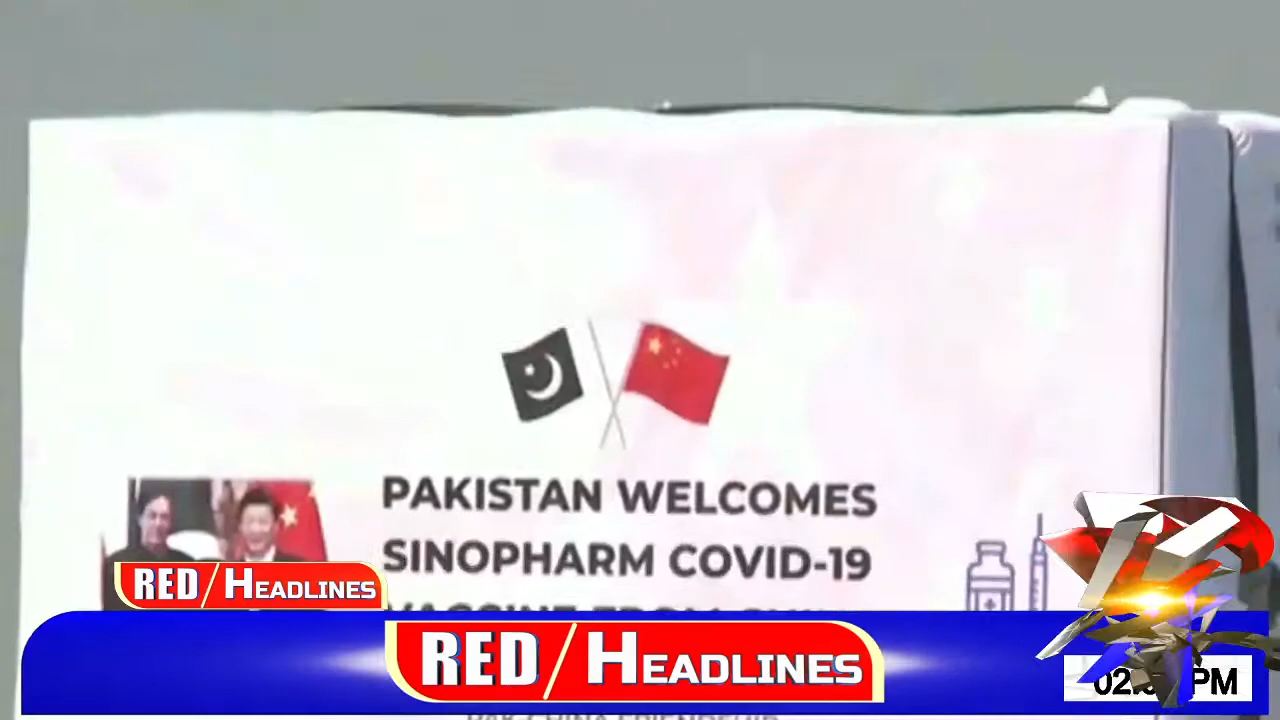 PAKISTAN WELCOMES
SINOPHARM COVID-19
RED/HEADLINES
RED/HEADLINES
PM